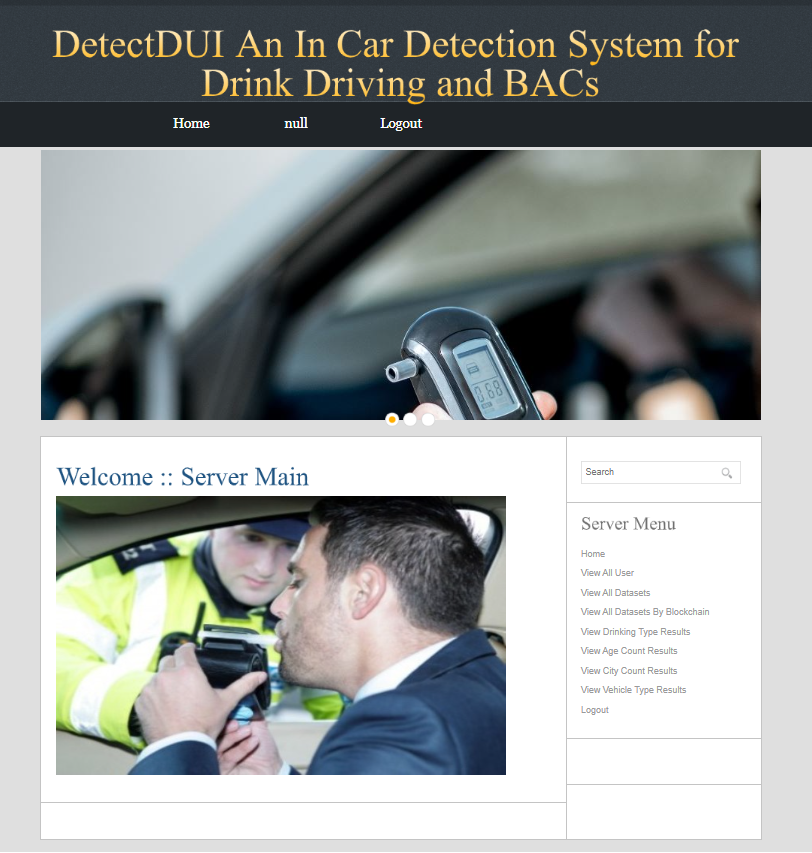 DetectDUI An In Car Detection System for
Drink Driving and BACs
Home null Logout
068
Welcome :: Server Main
Search
Server Menu
Home
View All User
View All Datasets
View All Datasets By Blockchain
View Drinking Type Results
View Age Count Results
View City Count Results
View Vehicle Type Results
Logout